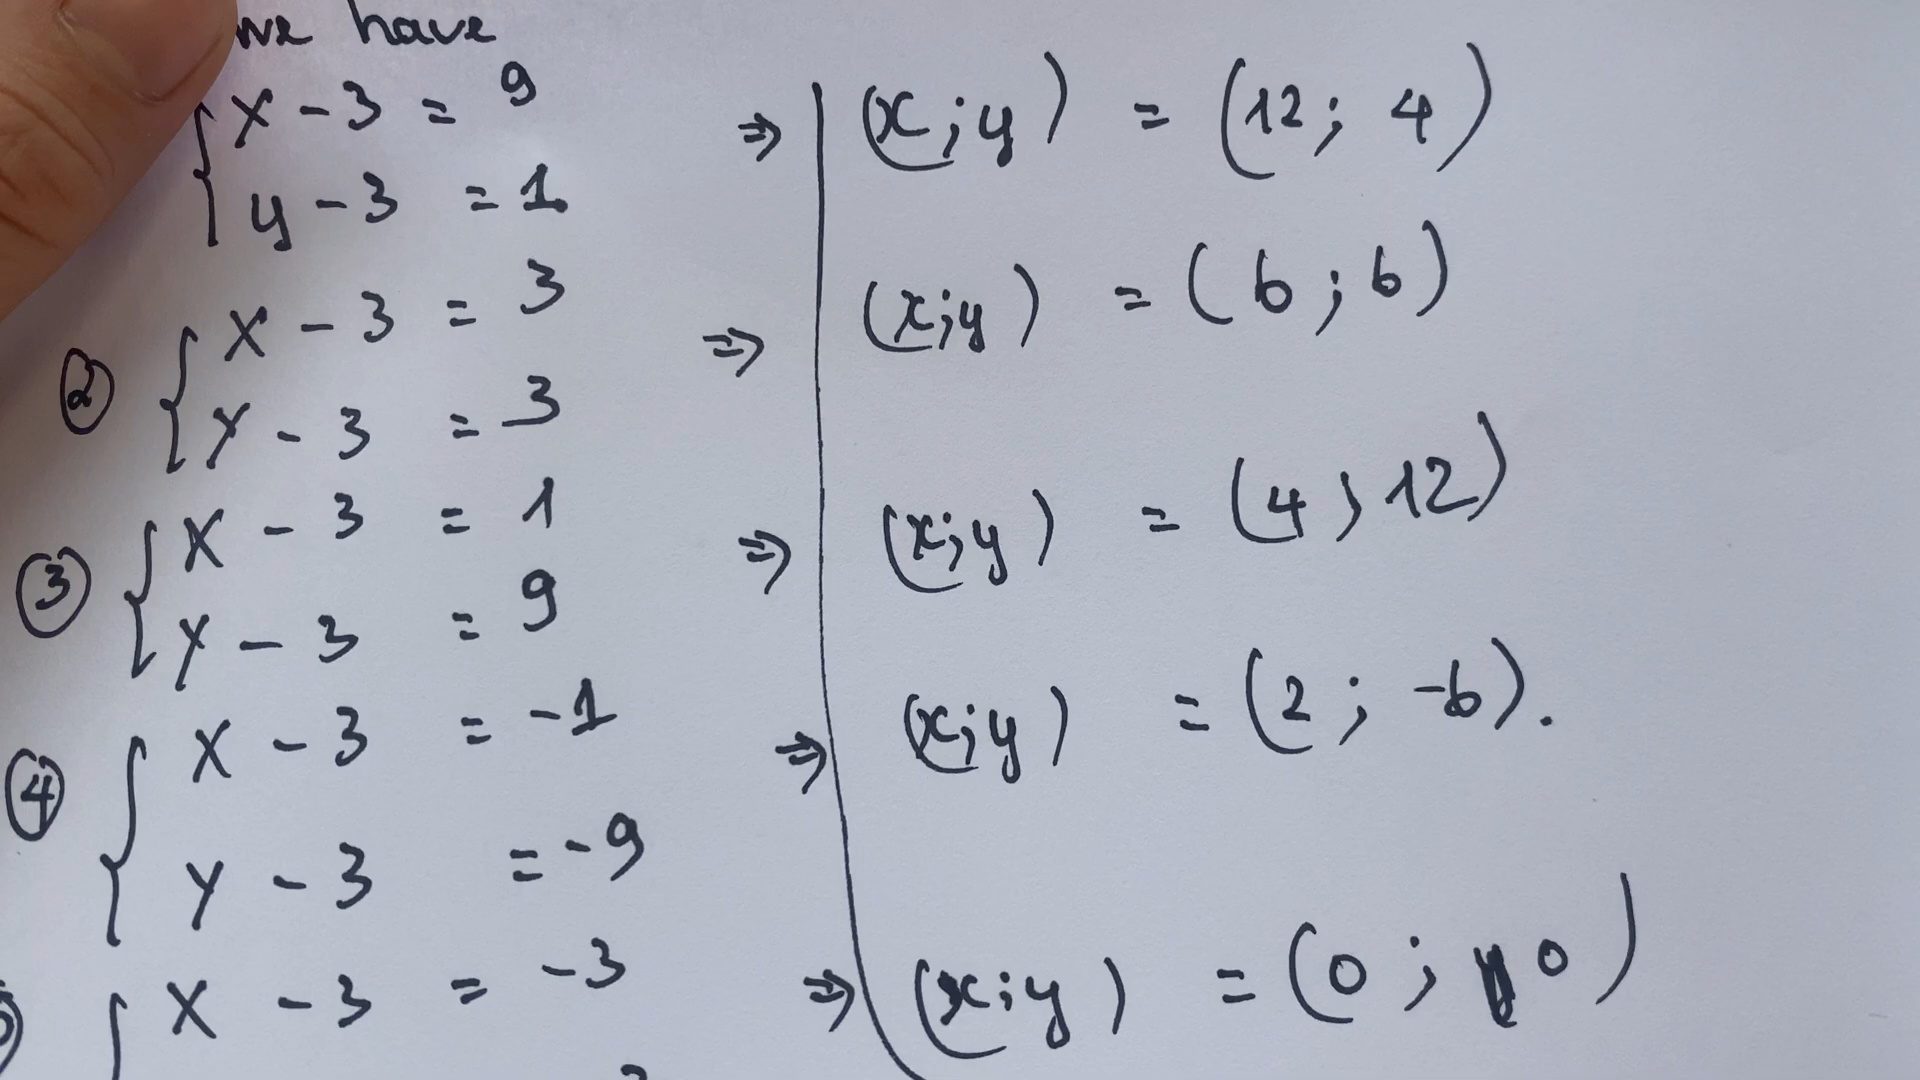 we have
x - 3 = 9 ⇒ (x;y) = (12; 4)
y - 3 = 1
② x - 3 = 3 ⇒ (x;y) = (6; 6)
y - 3 = 3
③ x - 3 = 1 ⇒ (x;y) = (4; 12)
y - 3 = 9
④ x - 3 = -1 ⇒ (x;y) = (2; -6).
y - 3 = -9
x - 3 = -3 ⇒ (x;y) = (0; 0)